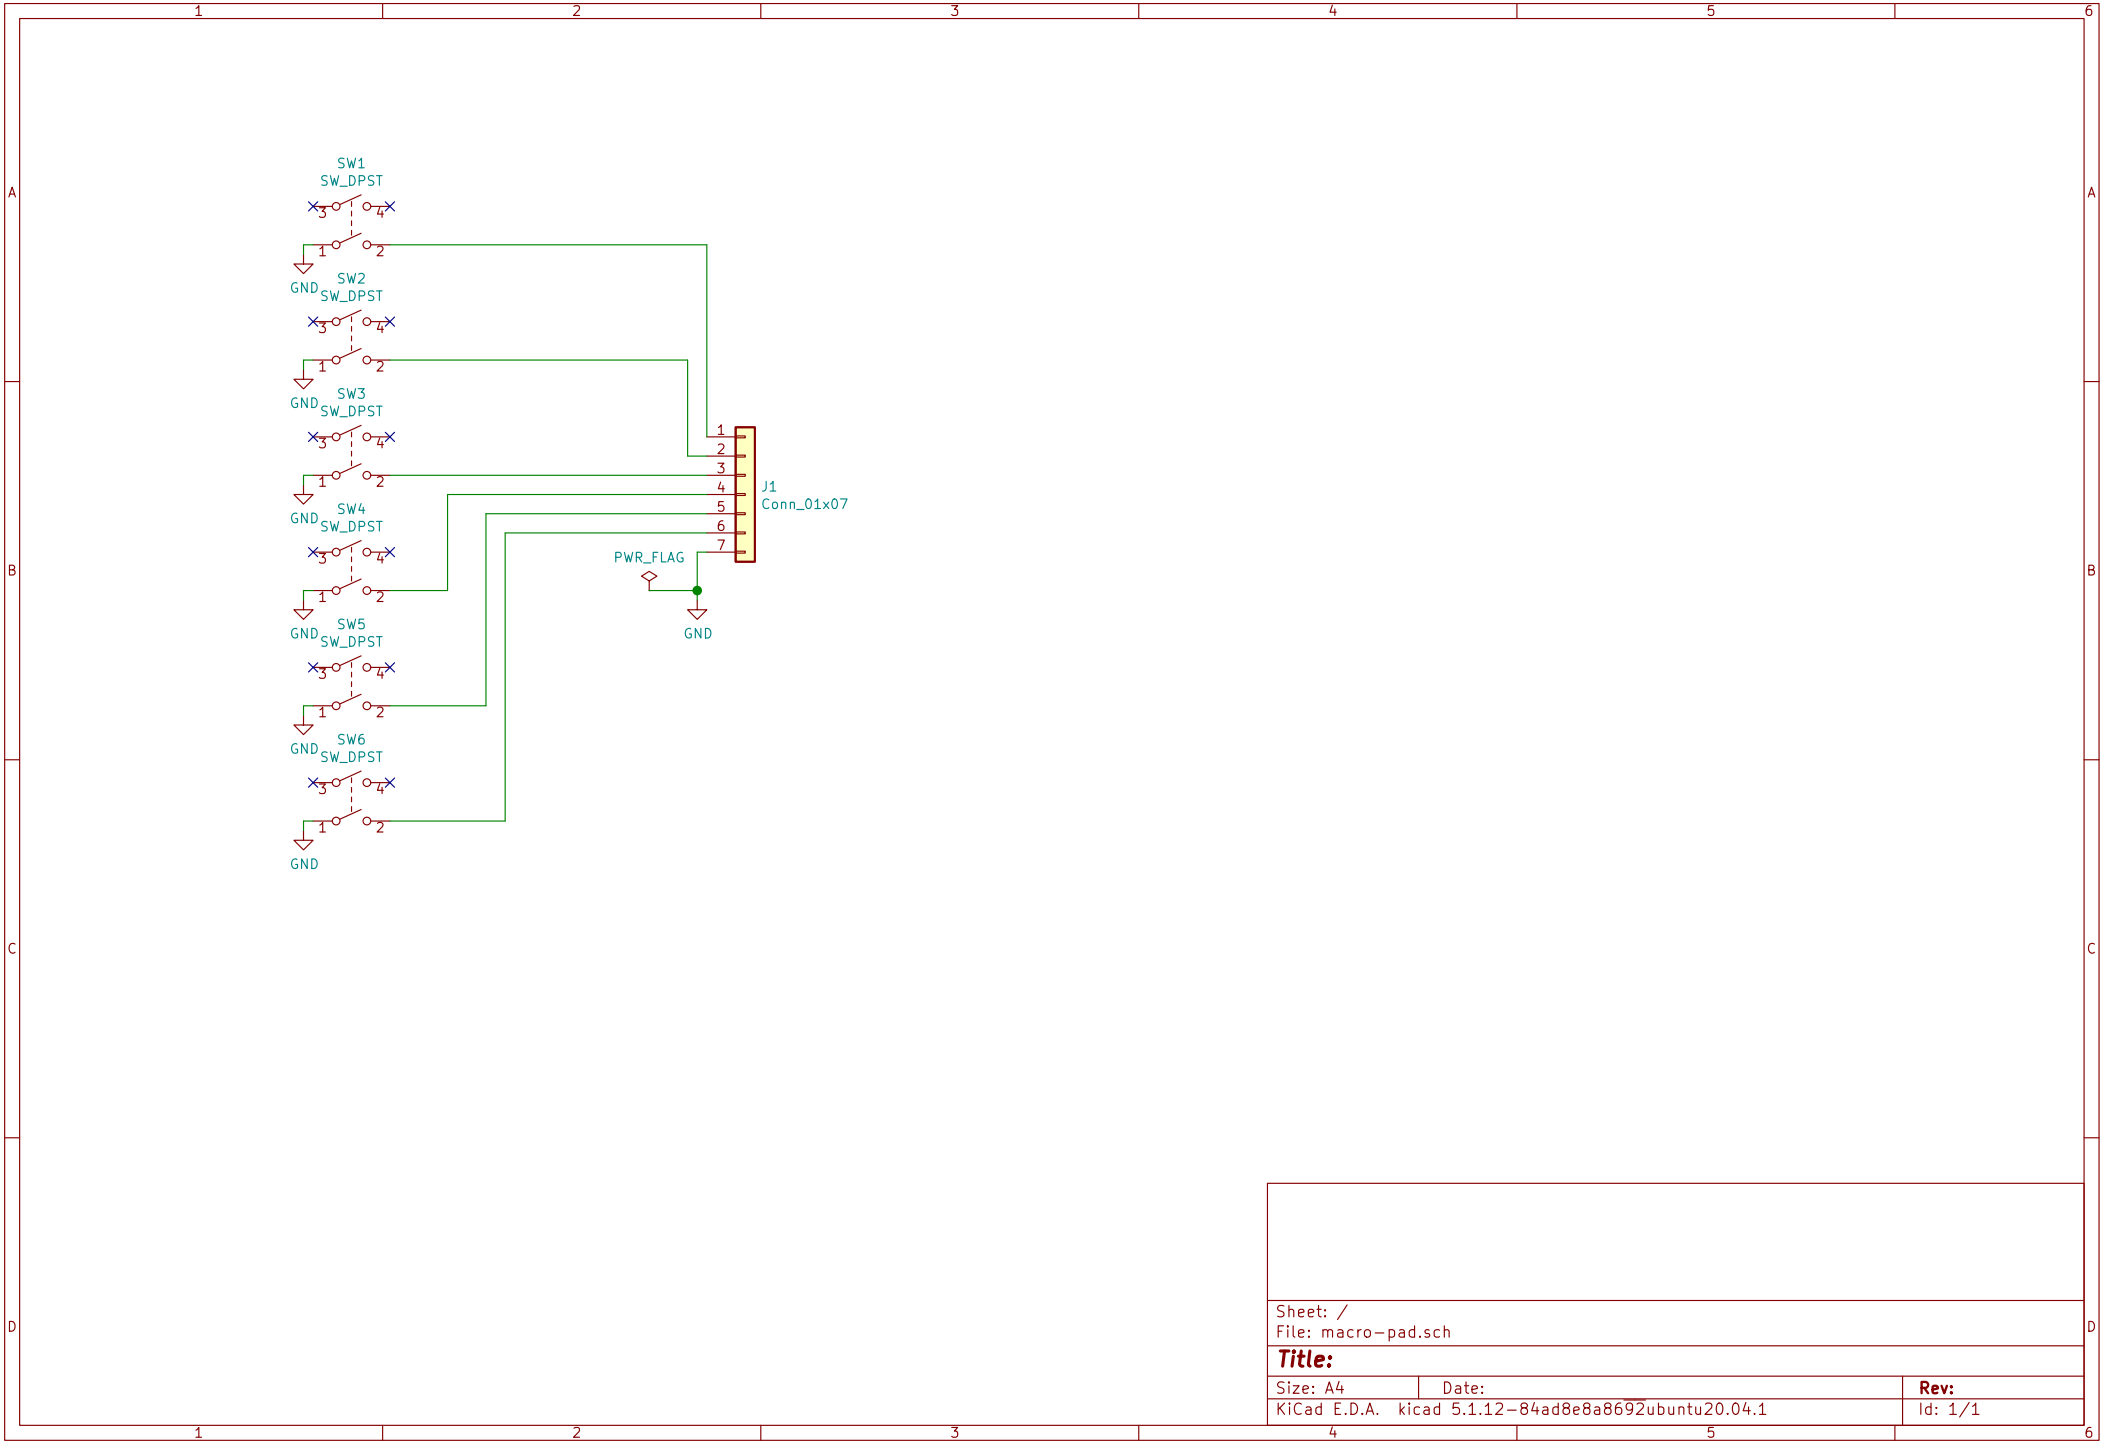 1 2 3 4 5 6
A A
SW1
SW_DPST
3 4
1 2
GND
SW2
SW_DPST
3 4
1 2
GND
SW3
SW_DPST
3 4
1 2
GND
SW4
SW_DPST
3 4
1 2
GND
SW5
SW_DPST
3 4
1 2
GND
SW6
SW_DPST
3 4
1 2
GND
1
2
3
4
5
6
7
J1
Conn_01x07
PWR_FLAG
GND
B B
C C
D D
Sheet: /
File: macro-pad.sch
Title:
Size: A4 Date: Rev:
KiCad E.D.A. kicad 5.1.12-84ad8e8a8692ubuntu20.04.1 Id: 1/1
1 2 3 4 5 6